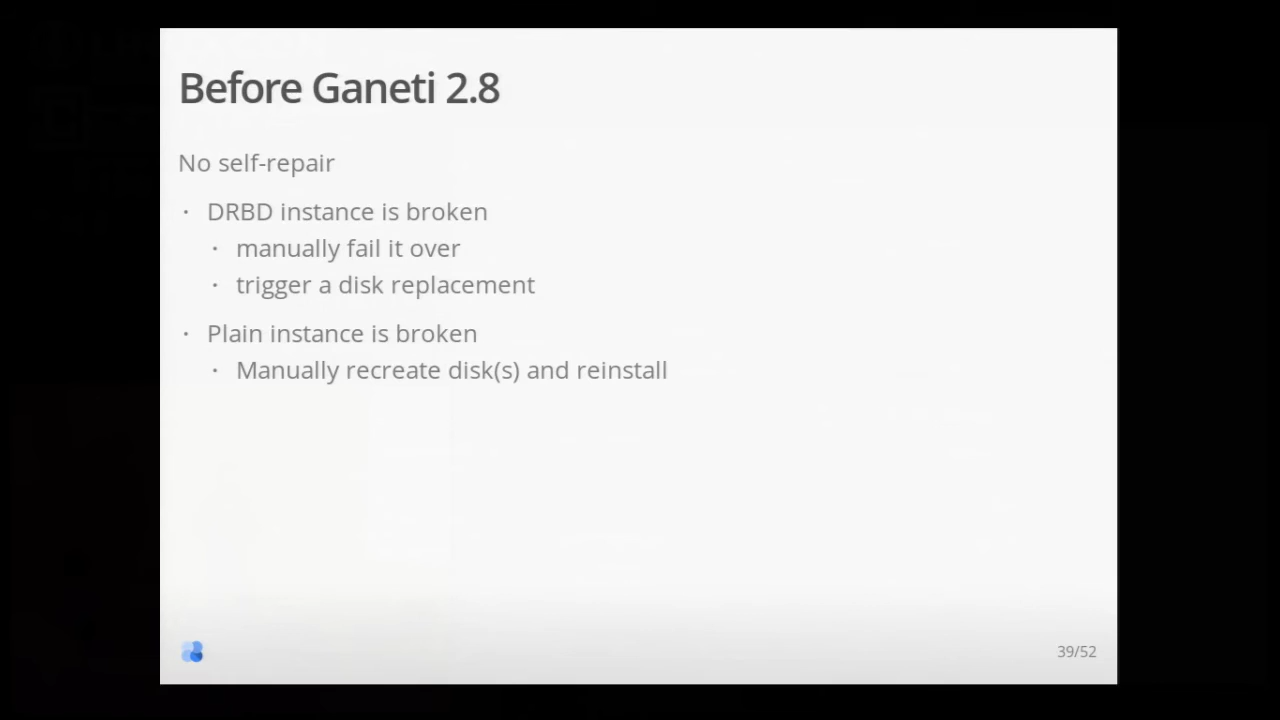 Before Ganeti 2.8
No self-repair
· DRBD instance is broken
· manually fail it over
· trigger a disk replacement
· Plain instance is broken
· Manually recreate disk(s) and reinstall
39/52